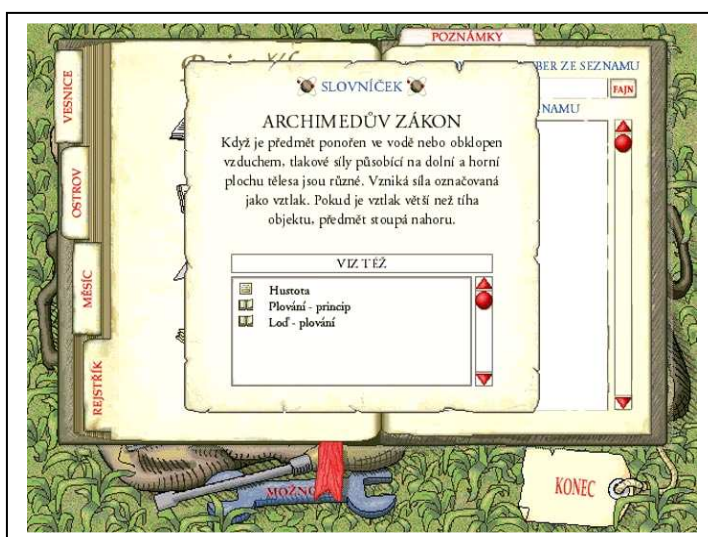 POZNÁMKY
BER ZE SEZNAMU
FAJN
NAMU
VESNICE
OSTROV
MĚSÍC
REJSTŘÍK
SLOVNÍČEK
ARCHIMEDŮV ZÁKON
Když je předmět ponořen ve vodě nebo obklopen
vzduchem, tlakové síly působící na dolní a horní
plochu tělesa jsou různé. Vzniká síla označovaná
jako vztlak. Pokud je vztlak větší než tíha
objektu, předmět stoupá nahoru.
VIZ TÉŽ
Hustota
Plování - princip
Loď - plování
MOŽNO
KONEC